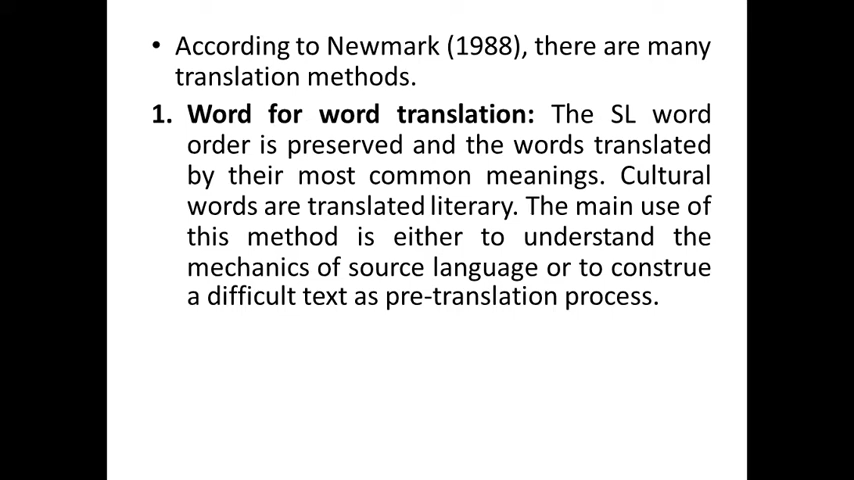 • According to Newmark (1988), there are many
translation methods.
1. Word for word translation: The SL word
order is preserved and the words translated
by their most common meanings. Cultural
words are translated literary. The main use of
this method is either to understand the
mechanics of source language or to construe
a difficult text as pre-translation process.